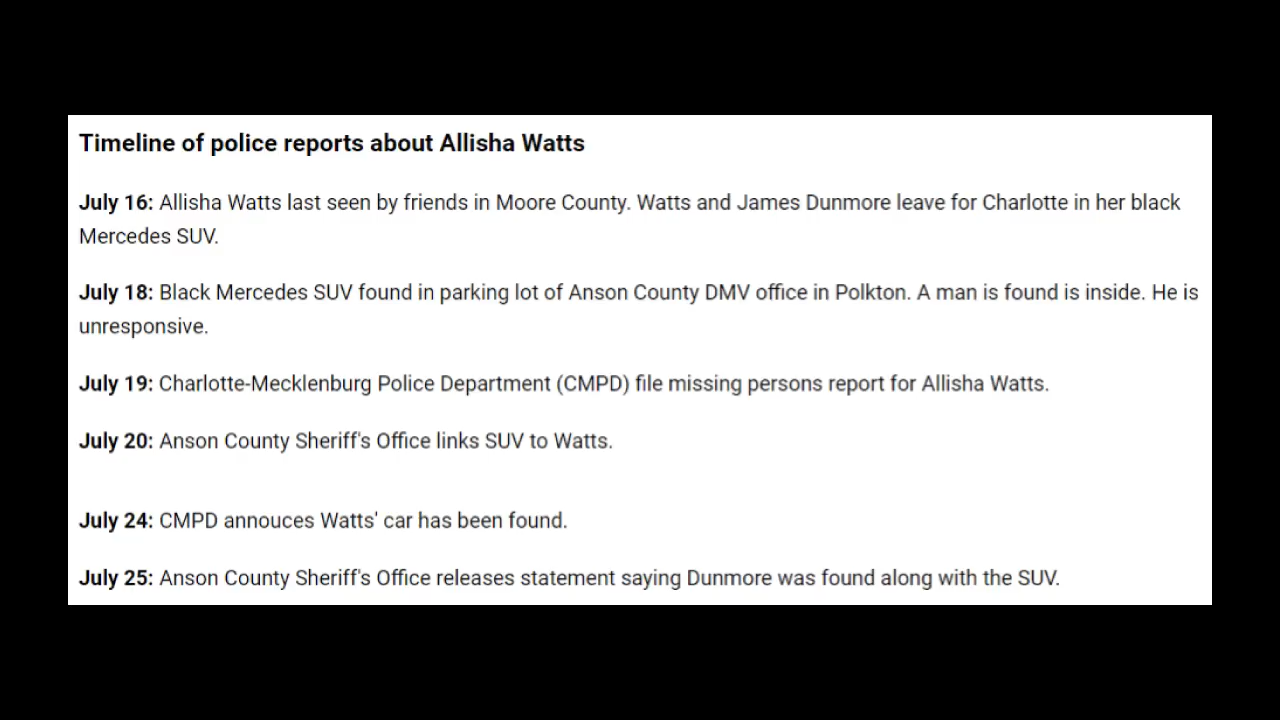 Timeline of police reports about Allisha Watts
July 16: Allisha Watts last seen by friends in Moore County. Watts and James Dunmore leave for Charlotte in her black
Mercedes SUV.
July 18: Black Mercedes SUV found in parking lot of Anson County DMV office in Polkton. A man is found is inside. He is
unresponsive.
July 19: Charlotte-Mecklenburg Police Department (CMPD) file missing persons report for Allisha Watts.
July 20: Anson County Sheriff's Office links SUV to Watts.
July 24: CMPD annouces Watts' car has been found.
July 25: Anson County Sheriff's Office releases statement saying Dunmore was found along with the SUV.